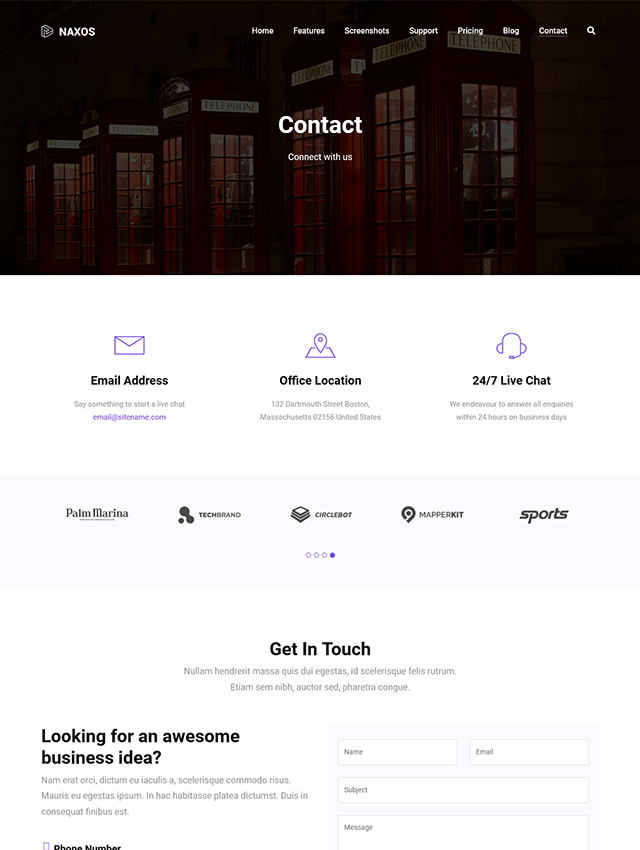 NAXOS
Home Features Screenshots Support Pricing Blog Contact
TELEPHONE TELEPHONE TELEPHONE TELEPHONE TELEPHONE TELEPHONE
Contact
Connect with us
Email Address
Say something to start a live chat
email@sitename.com
Office Location
132 Dartmouth Street Boston,
Massachusetts 02156 United States
24/7 Live Chat
We endeavour to answer all enquiries
within 24 hours on business days
Palm Marina
TECHBRAND
CIRCLEBOT
MAPPERKIT
sports
Get In Touch
Nullam hendrerit massa quis dui egestas, id scelerisque felis rutrum.
Etiam sem nibh, auctor sed, pharetra congue.
Looking for an awesome
business idea?
Nam erat orci, dictum eu iaculis a, scelerisque commodo risus.
Mauris eu egestas ipsum. In hac habitasse platea dictumst. Duis in
consequat finibus est.
Phone Number
Name
Email
Subject
Message